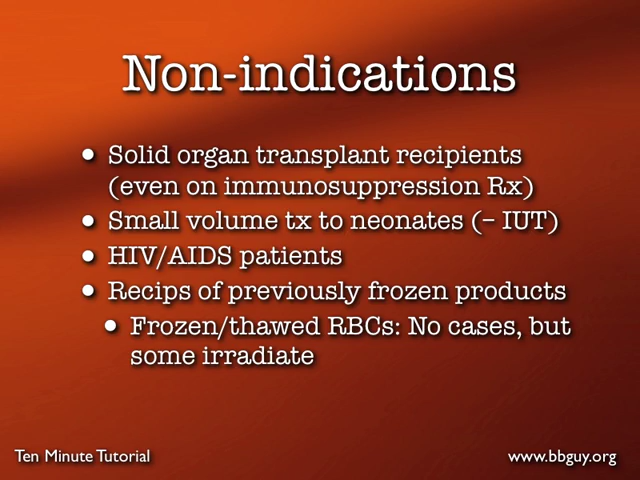 Non-indications
• Solid organ transplant recipients
(even on immunosuppression Rx)
• Small volume tx to neonates (– IUT)
• HIV/AIDS patients
• Recips of previously frozen products
• Frozen/thawed RBCs: No cases, but
some irradiate
Ten Minute Tutorial
www.bbguy.org